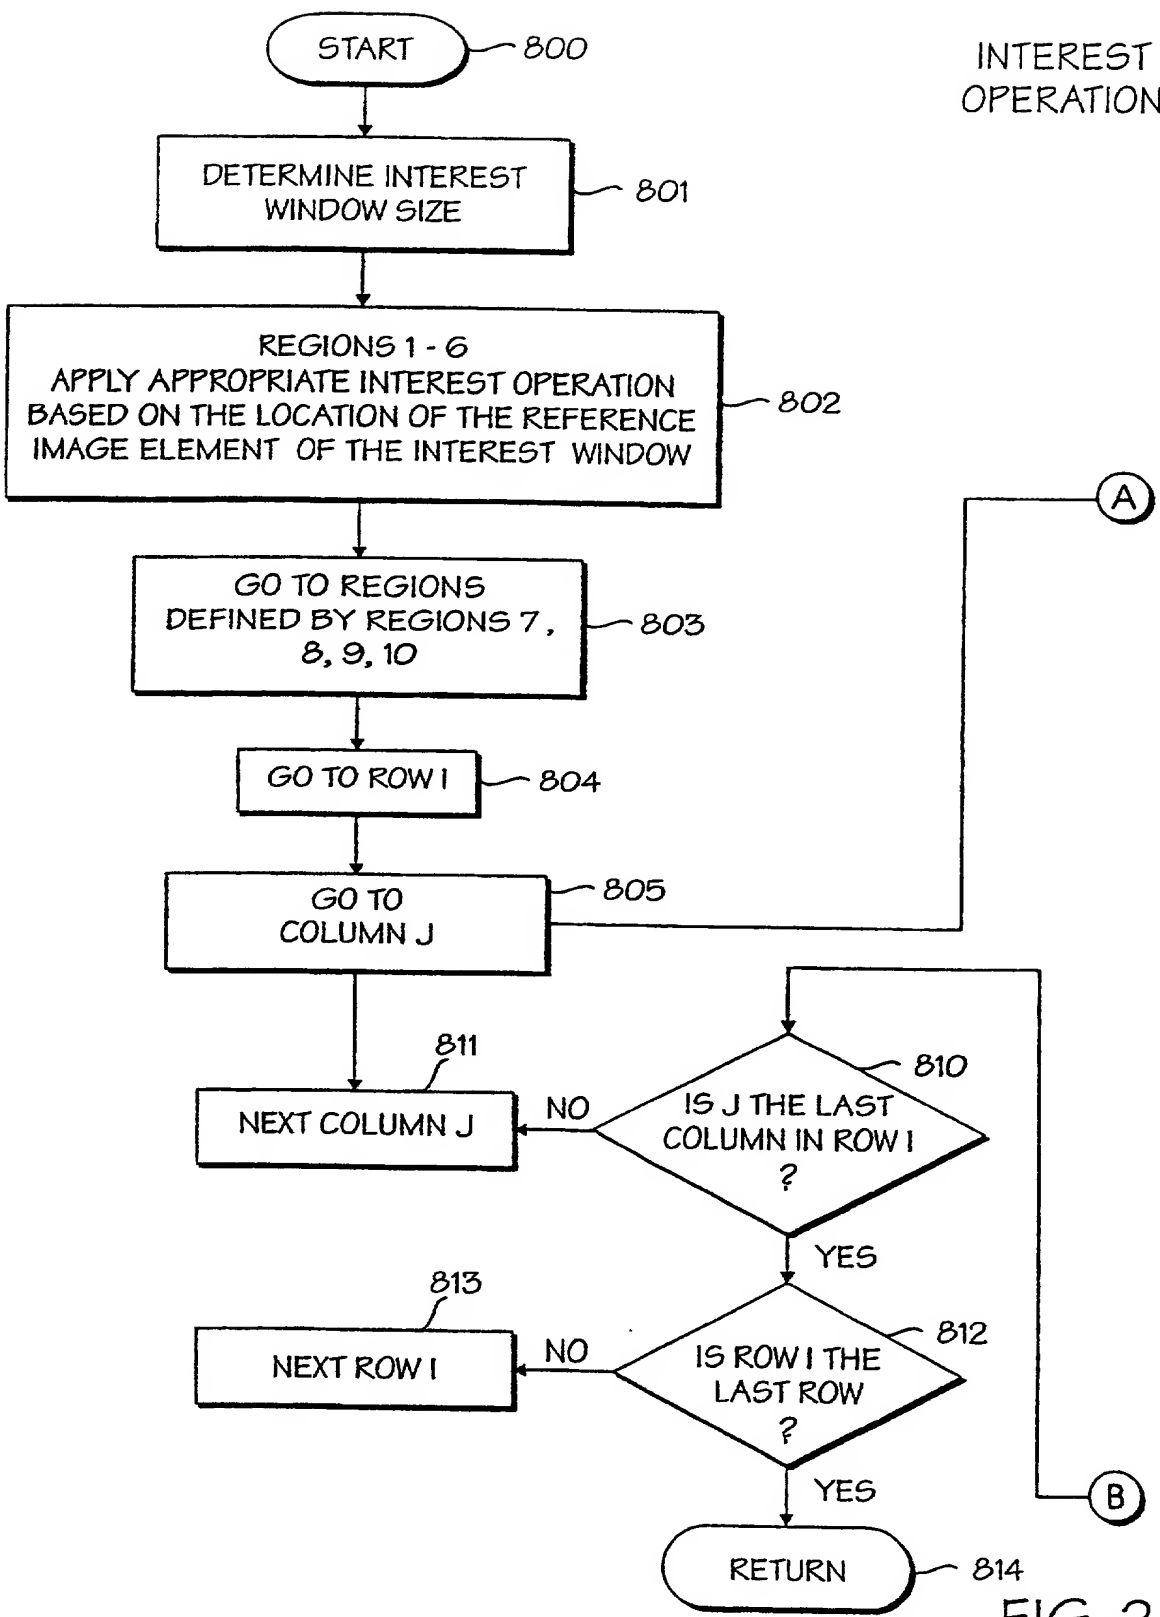 START
800
INTEREST
OPERATION
DETERMINE INTEREST
WINDOW SIZE
801
REGIONS 1 - 6
APPLY APPROPRIATE INTEREST OPERATION
BASED ON THE LOCATION OF THE REFERENCE
IMAGE ELEMENT OF THE INTEREST WINDOW
802
A
GO TO REGIONS
DEFINED BY REGIONS 7,
8, 9, 10
803
GO TO ROW I
804
GO TO
COLUMN J
805
811
NEXT COLUMN J
NO
810
IS J THE LAST
COLUMN IN ROW I
?
YES
813
NEXT ROW I
NO
812
IS ROW I THE
LAST ROW
?
YES
B
RETURN
814